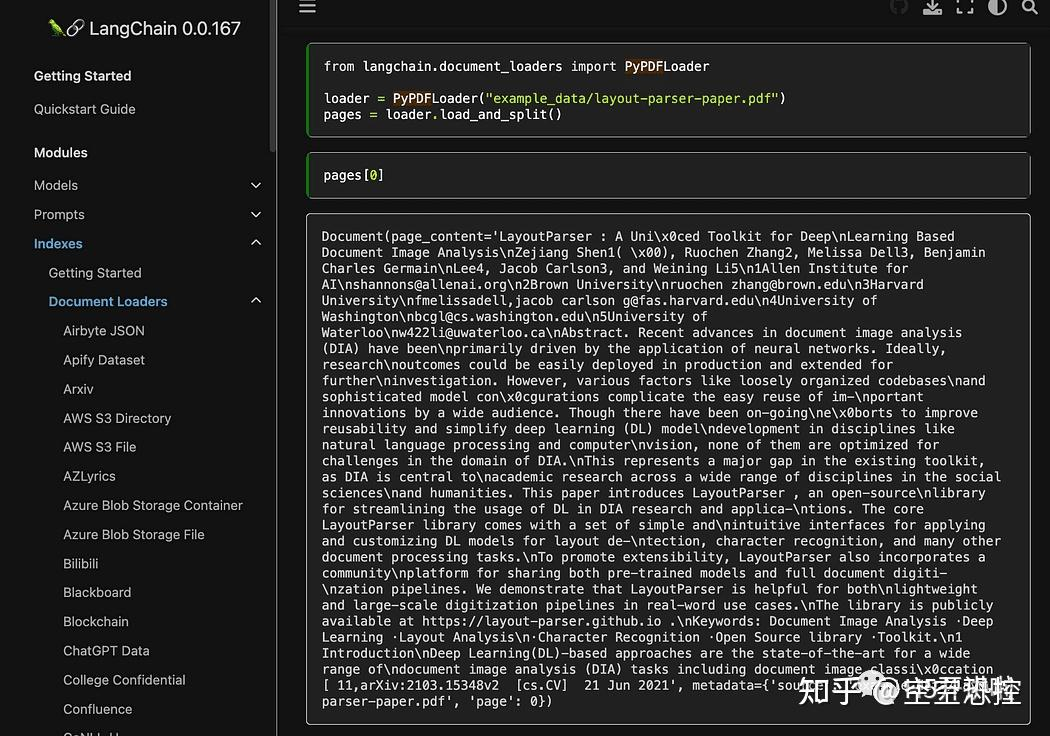 LangChain 0.0.167
Getting Started
Quickstart Guide
Modules
Models
Prompts
Indexes
Getting Started
Document Loaders
Airbyte JSON
Apify Dataset
Arxiv
AWS S3 Directory
AWS S3 File
AZLyrics
Azure Blob Storage Container
Azure Blob Storage File
Bilibili
Blackboard
Blockchain
ChatGPT Data
College Confidential
Confluence
from langchain.document_loaders import PyPDFLoader
loader = PyPDFLoader("example_data/layout-parser-paper.pdf")
pages = loader.load_and_split()
pages[0]
Document(page_content='LayoutParser : A Uni\x0ced Toolkit for Deep\nLearning Based
Document Image Analysis\nZejiang Shen1( \x00), Ruochen Zhang2, Melissa Dell3, Benjamin
Charles Germain\nLee4, Jacob Carlson3, and Weining Li5\n1Allen Institute for
AI\nshannons@allenai.org\n2Brown University\nruochen zhang@brown.edu\n3Harvard
University\nfmelissadell,jacob carlson g@fas.harvard.edu\n4University of
Washington\nbcgl@cs.washington.edu\n5University of
Waterloo\nw422li@uwaterloo.ca\nAbstract. Recent advances in document image analysis
(DIA) have been\nprimarily driven by the application of neural networks. Ideally,
research\noutcomes could be easily deployed in production and extended for
further\ninvestigation. However, various factors like loosely organized codebases\nand
sophisticated model con\x0cgurations complicate the easy reuse of im-\nportant
innovations by a wide audience. Though there have been on-going\ne\x0borts to improve
reusability and simplify deep learning (DL) model\ndevelopment in disciplines like
natural language processing and computer\nvision, none of them are optimized for
challenges in the domain of DIA.\nThis represents a major gap in the existing toolkit,
as DIA is central to\nacademic research across a wide range of disciplines in the social
sciences\nand humanities. This paper introduces LayoutParser , an open-source\nlibrary
for streamlining the usage of DL in DIA research and applica-\ntions. The core
LayoutParser library comes with a set of simple and\nintuitive interfaces for applying
and customizing DL models for layout de-\ntection, character recognition, and many other
document processing tasks.\nTo promote extensibility, LayoutParser also incorporates a
community\nplatform for sharing both pre-trained models and full document digiti-
\nzation pipelines. We demonstrate that LayoutParser is helpful for both\nlightweight
and large-scale digitization pipelines in real-word use cases.\nThe library is publicly
available at https://layout-parser.github.io .\nKeywords: Document Image Analysis ·Deep
Learning ·Layout Analysis\n·Character Recognition ·Open Source library ·Toolkit.\n1
Introduction\nDeep Learning(DL)-based approaches are the state-of-the-art for a wide
range of\ndocument image analysis (DIA) tasks including document image classi\x0ccation
[ 11,arXiv:2103.15348v2 [cs.CV] 21 Jun 2021', metadata={'source
parser-paper.pdf', 'page': 0})
知乎